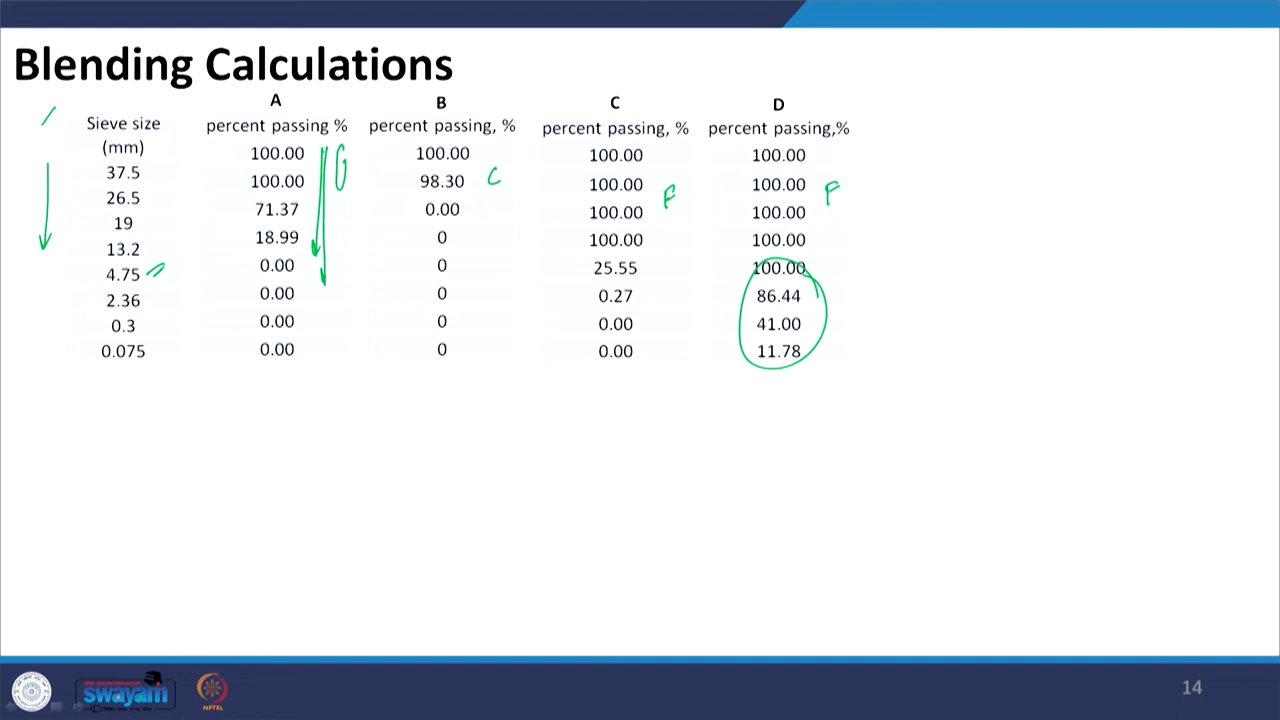 Blending Calculations
A B C D
Sieve size (mm) percent passing % percent passing, % percent passing, % percent passing,%
37.5 100.00 100.00 100.00 100.00
26.5 100.00 98.30 C 100.00 F 100.00 F
19 71.37 0.00 100.00 100.00
13.2 18.99 0 100.00 100.00
4.75 0.00 0 25.55 100.00
2.36 0.00 0 0.27 86.44
0.3 0.00 0 0.00 41.00
0.075 0.00 0 0.00 11.78
swayam NPTEL 14